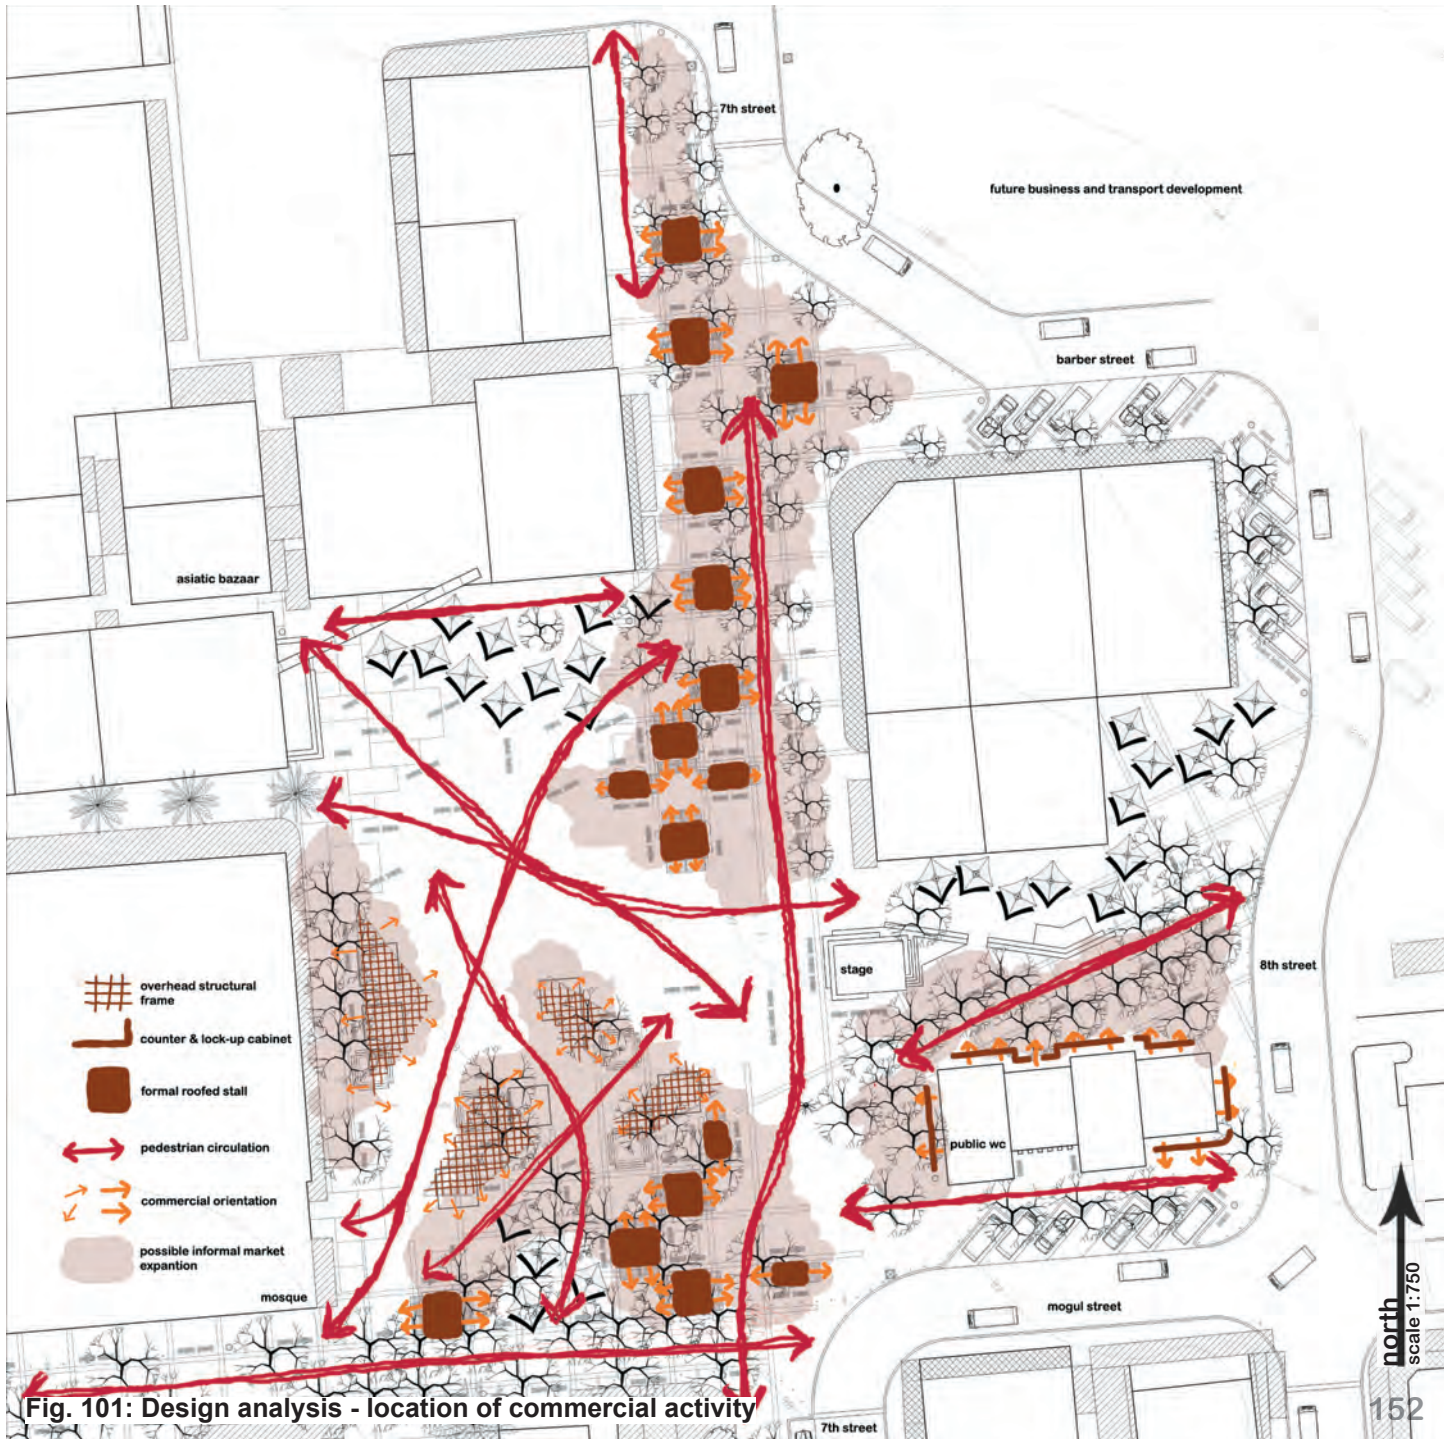 7th street
future business and transport development
barber street
asiatic bazaar
stage
8th street
overhead structural
frame
counter & lock-up cabinet
formal roofed stall
pedestrian circulation
commercial orientation
possible informal market
expantion
public wc
mosque
mogul street
north
scale 1:750
7th street
Fig. 101: Design analysis - location of commercial activity
152